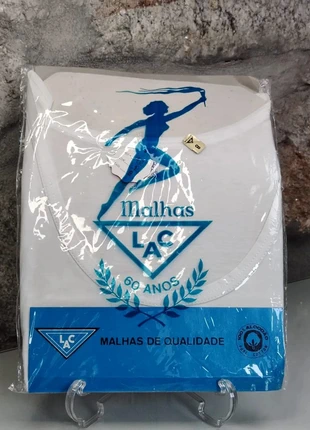 Malhas
LAC
60 ANOS
LAC
MALHAS DE QUALIDADE